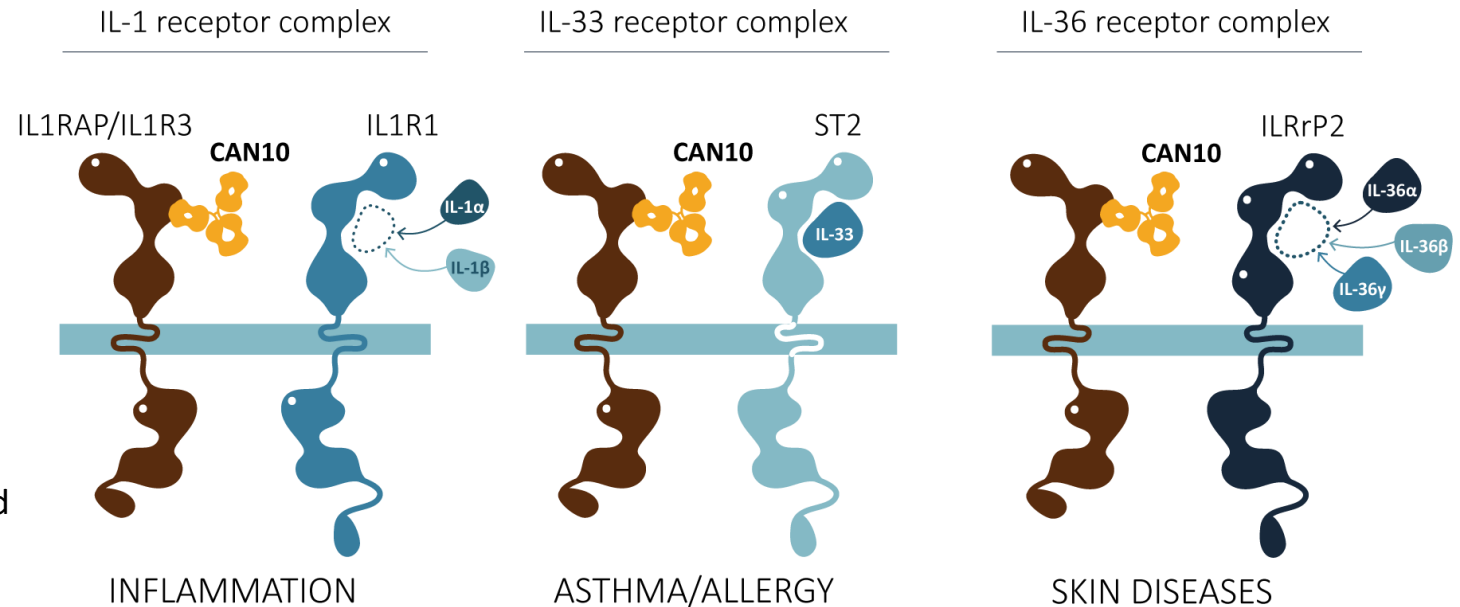 IL-1 receptor complex
IL-33 receptor complex
IL-36 receptor complex
IL1RAP/IL1R3
IL1R1
CAN10
IL-1α
IL-1β
ST2
CAN10
IL-33
ILRrP2
CAN10
IL-36α
IL-36β
IL-36γ
d
INFLAMMATION
ASTHMA/ALLERGY
SKIN DISEASES